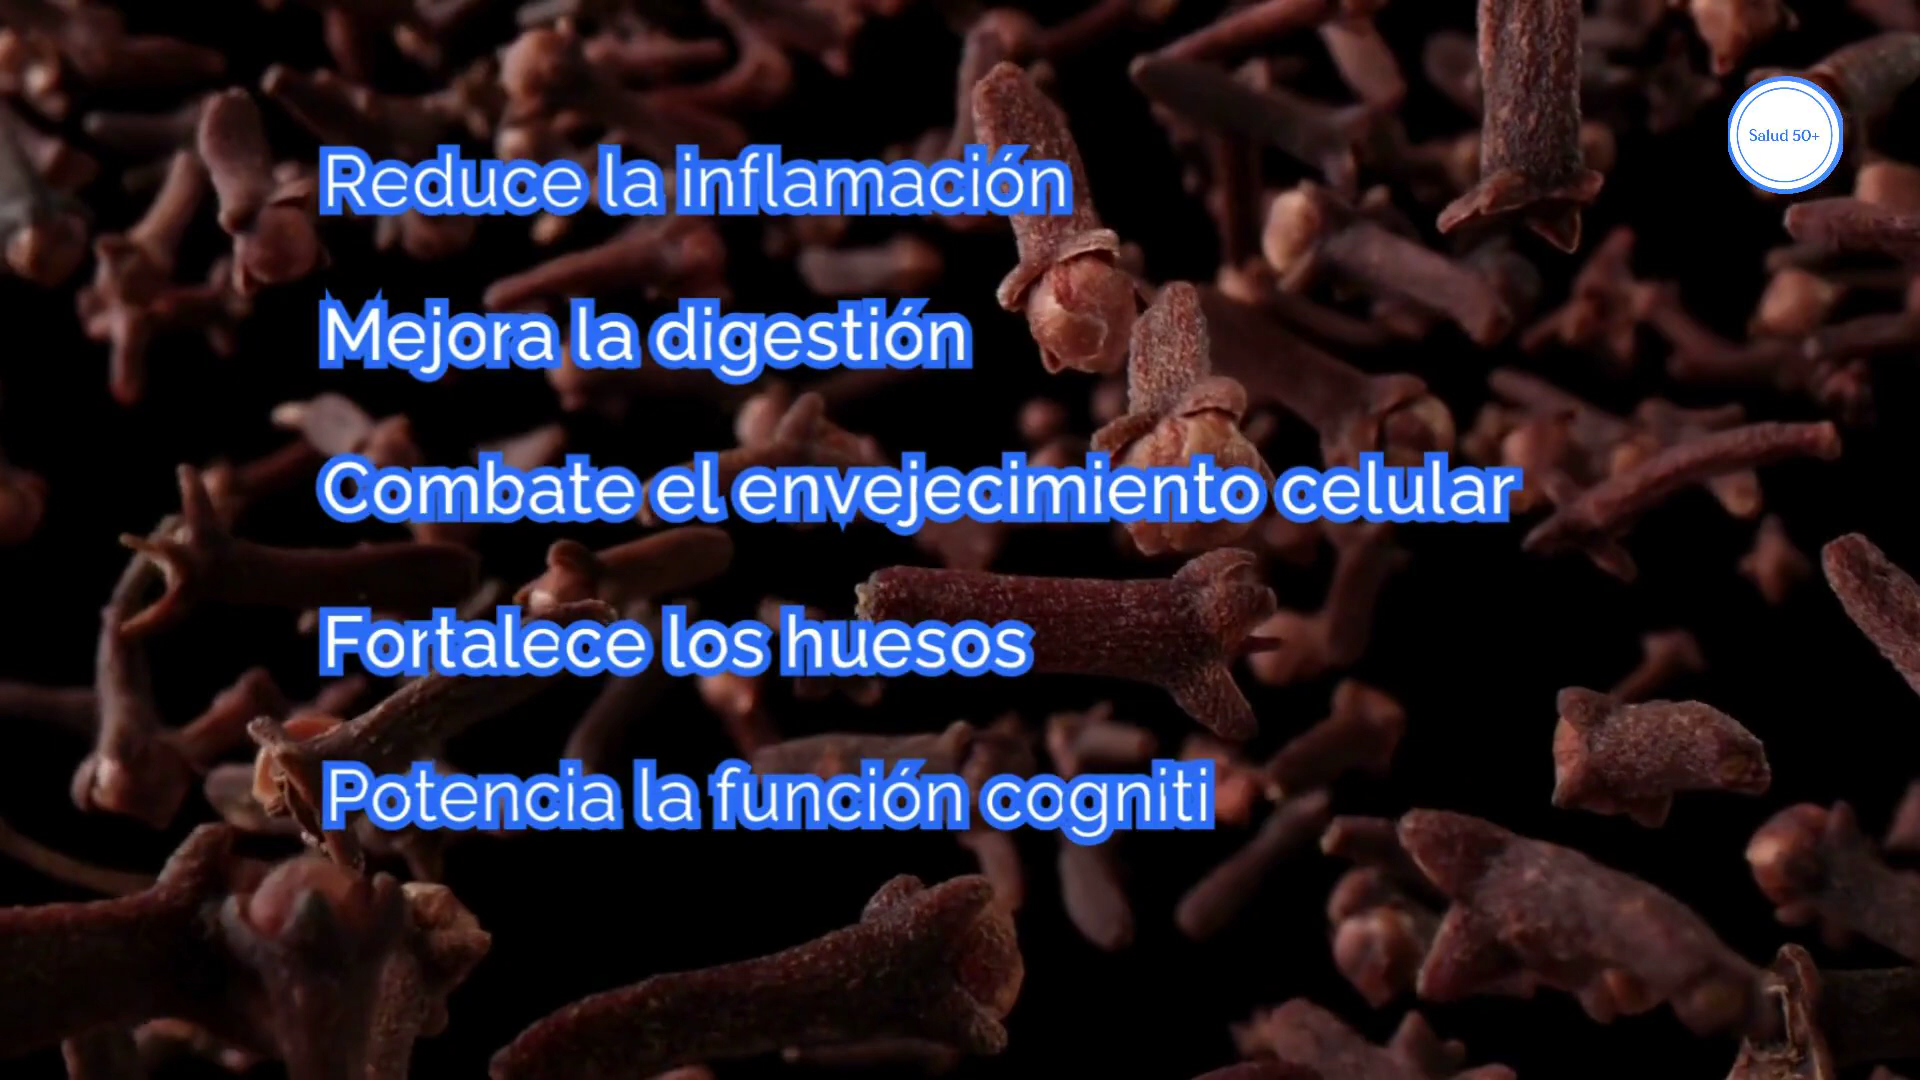 Salud 50+
Reduce la inflamación
Mejora la digestión
Combate el envejecimiento celular
Fortalece los huesos
Potencia la función cogniti